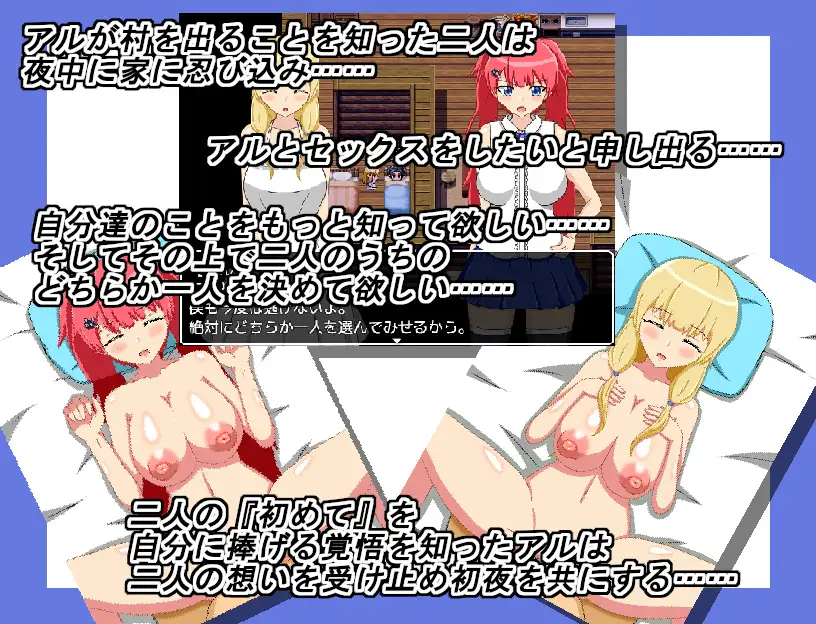 アルが村を出ることを知った二人は
夜中に家に忍び込み……
アルとセックスをしたいと申し出る……
自分達のことをもっと知って欲しい……
そしてその上で二人のうちの
どちらか一人を決めて欲しい……
絶対にどちらか一人を選んでみせるから。
二人の『初めて』を
自分に捧げる覚悟を知ったアルは
二人の想いを受け止め初夜を共にする……